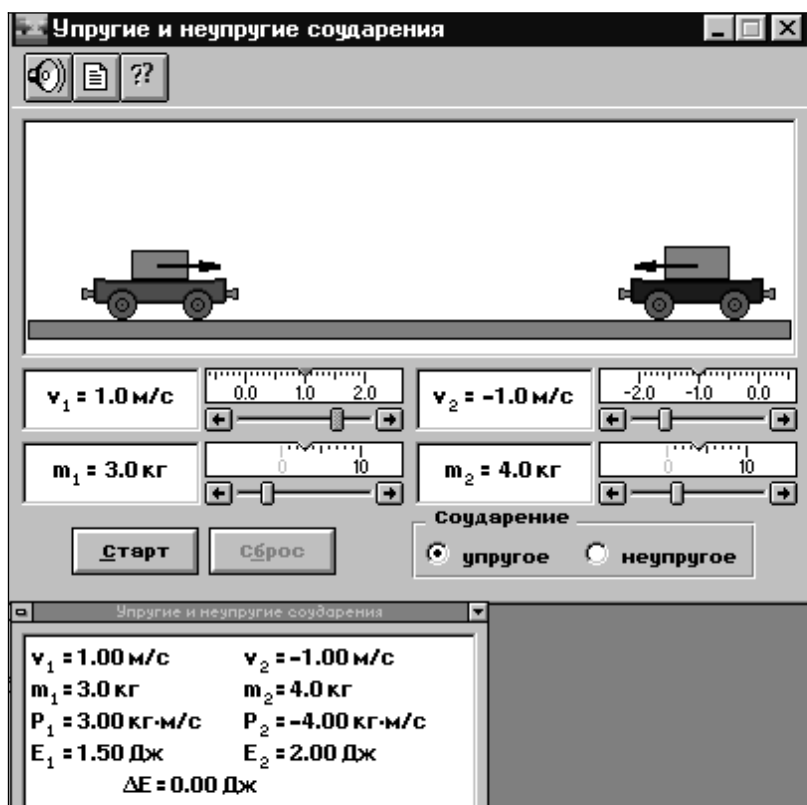 Упругие и неупругие соударения
??
v₁ = 1.0 м/с 0.0 1.0 2.0 v₂ = -1.0 м/с -2.0 -1.0 0.0
m₁ = 3.0 кг 0 10 m₂ = 4.0 кг 0 10
Соударение
Старт Сброс упругое неупругое
Упругие и неупругие соударения
v₁ = 1.00 м/с v₂ = -1.00 м/с
m₁ = 3.0 кг m₂ = 4.0 кг
P₁ = 3.00 кг·м/с P₂ = -4.00 кг·м/с
E₁ = 1.50 Дж E₂ = 2.00 Дж
ΔE = 0.00 Дж